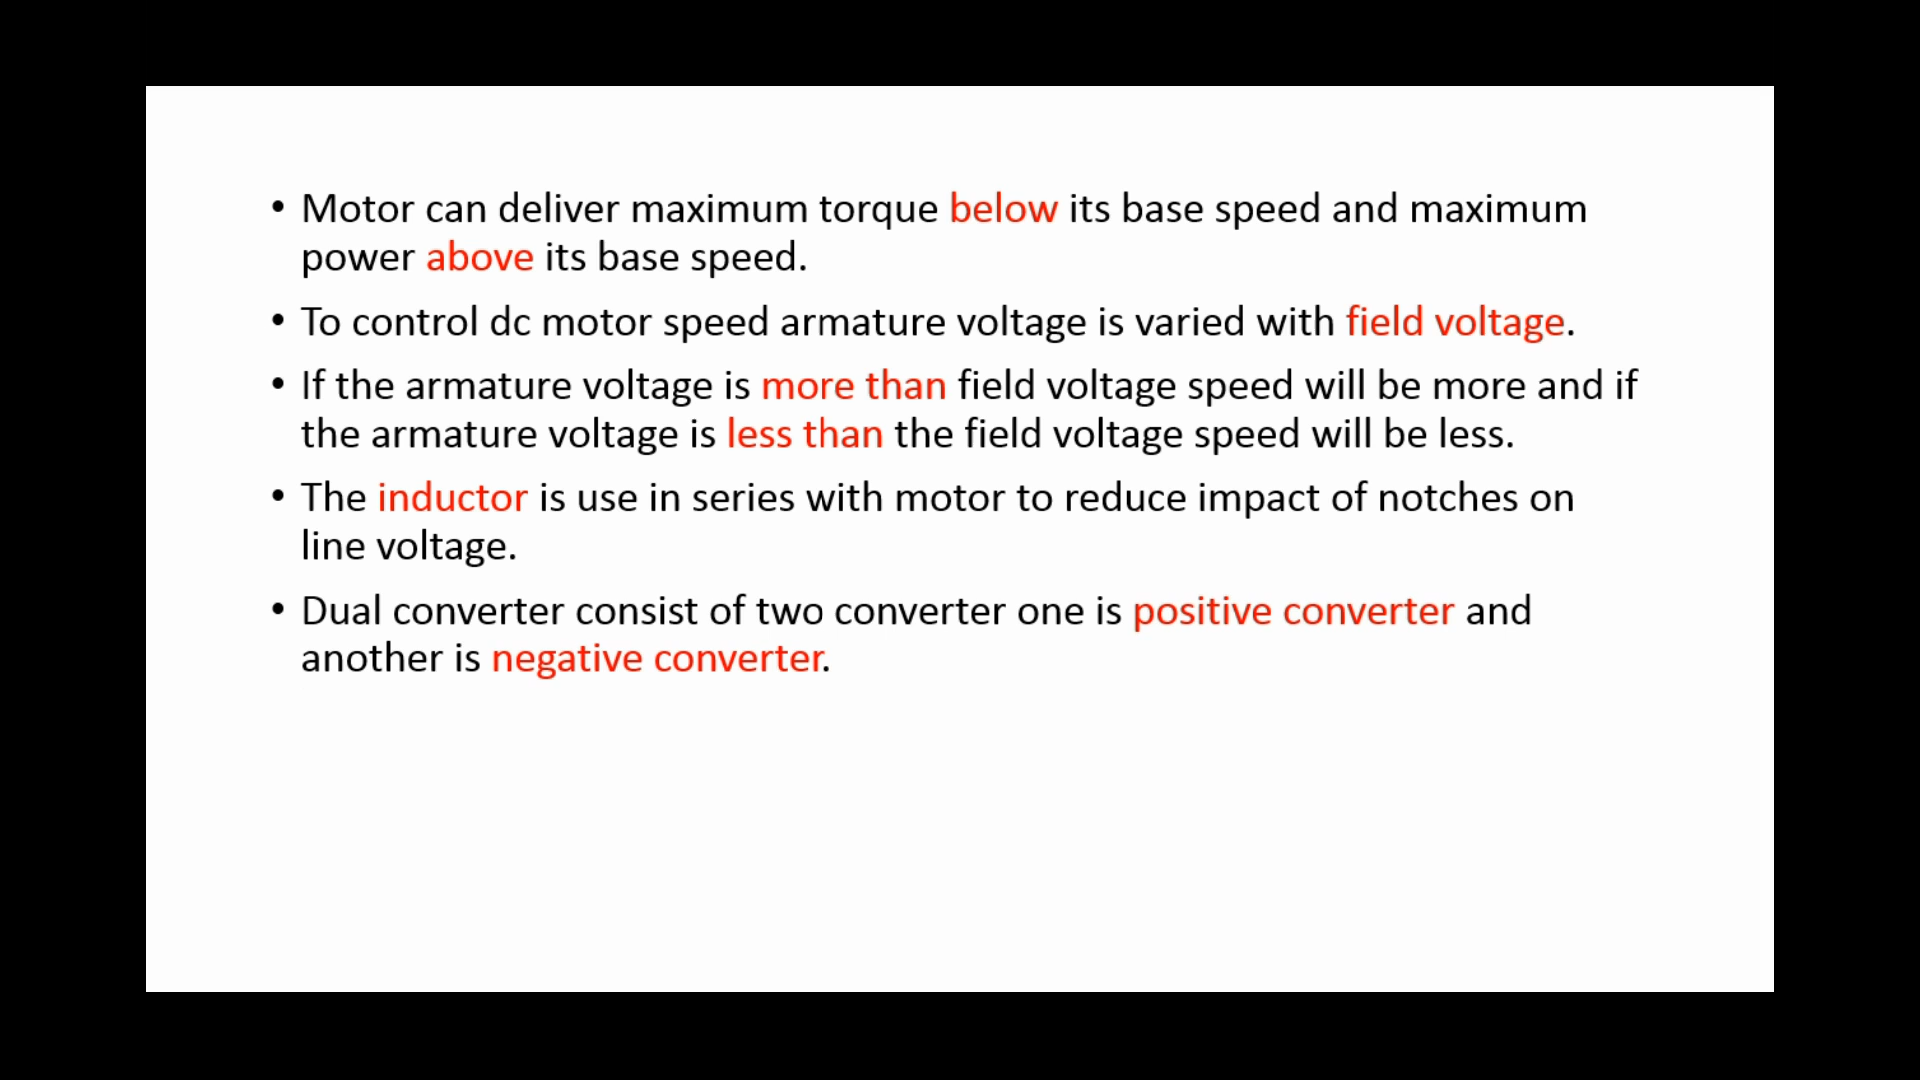 • Motor can deliver maximum torque below its base speed and maximum
power above its base speed.
• To control dc motor speed armature voltage is varied with field voltage.
• If the armature voltage is more than field voltage speed will be more and if
the armature voltage is less than the field voltage speed will be less.
• The inductor is use in series with motor to reduce impact of notches on
line voltage.
• Dual converter consist of two converter one is positive converter and
another is negative converter.